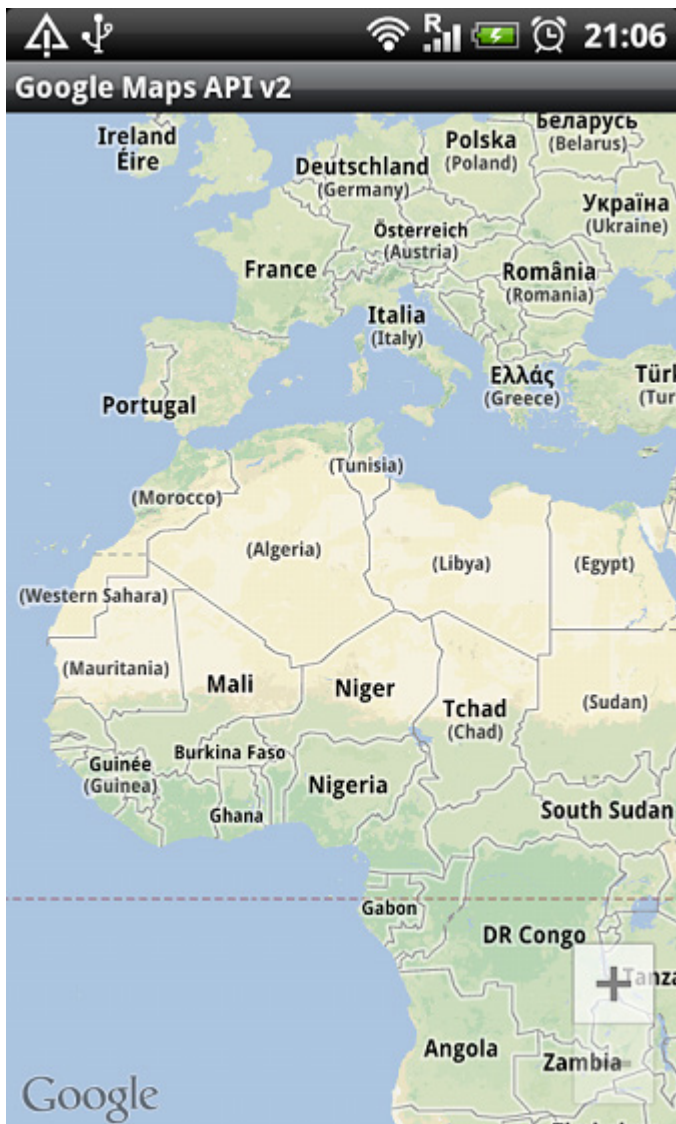 R
21:06
Google Maps API v2
Беларусь
(Belarus)
Ireland
Éire
Polska
(Poland)
Deutschland
(Germany)
Україна
(Ukraine)
Österreich
(Austria)
France
România
(Romania)
Italia
(Italy)
Ελλάς
(Greece)
Portugal
(Tunisia)
(Morocco)
(Algeria)
(Libya)
(Egypt)
(Western Sahara)
(Mauritania)
Mali
Niger
Tchad
(Chad)
(Sudan)
Burkina Faso
Guinée
(Guinea)
Nigeria
Ghana
South Sudan
Gabon
DR Congo
+
Angola
Zambia
-
Google